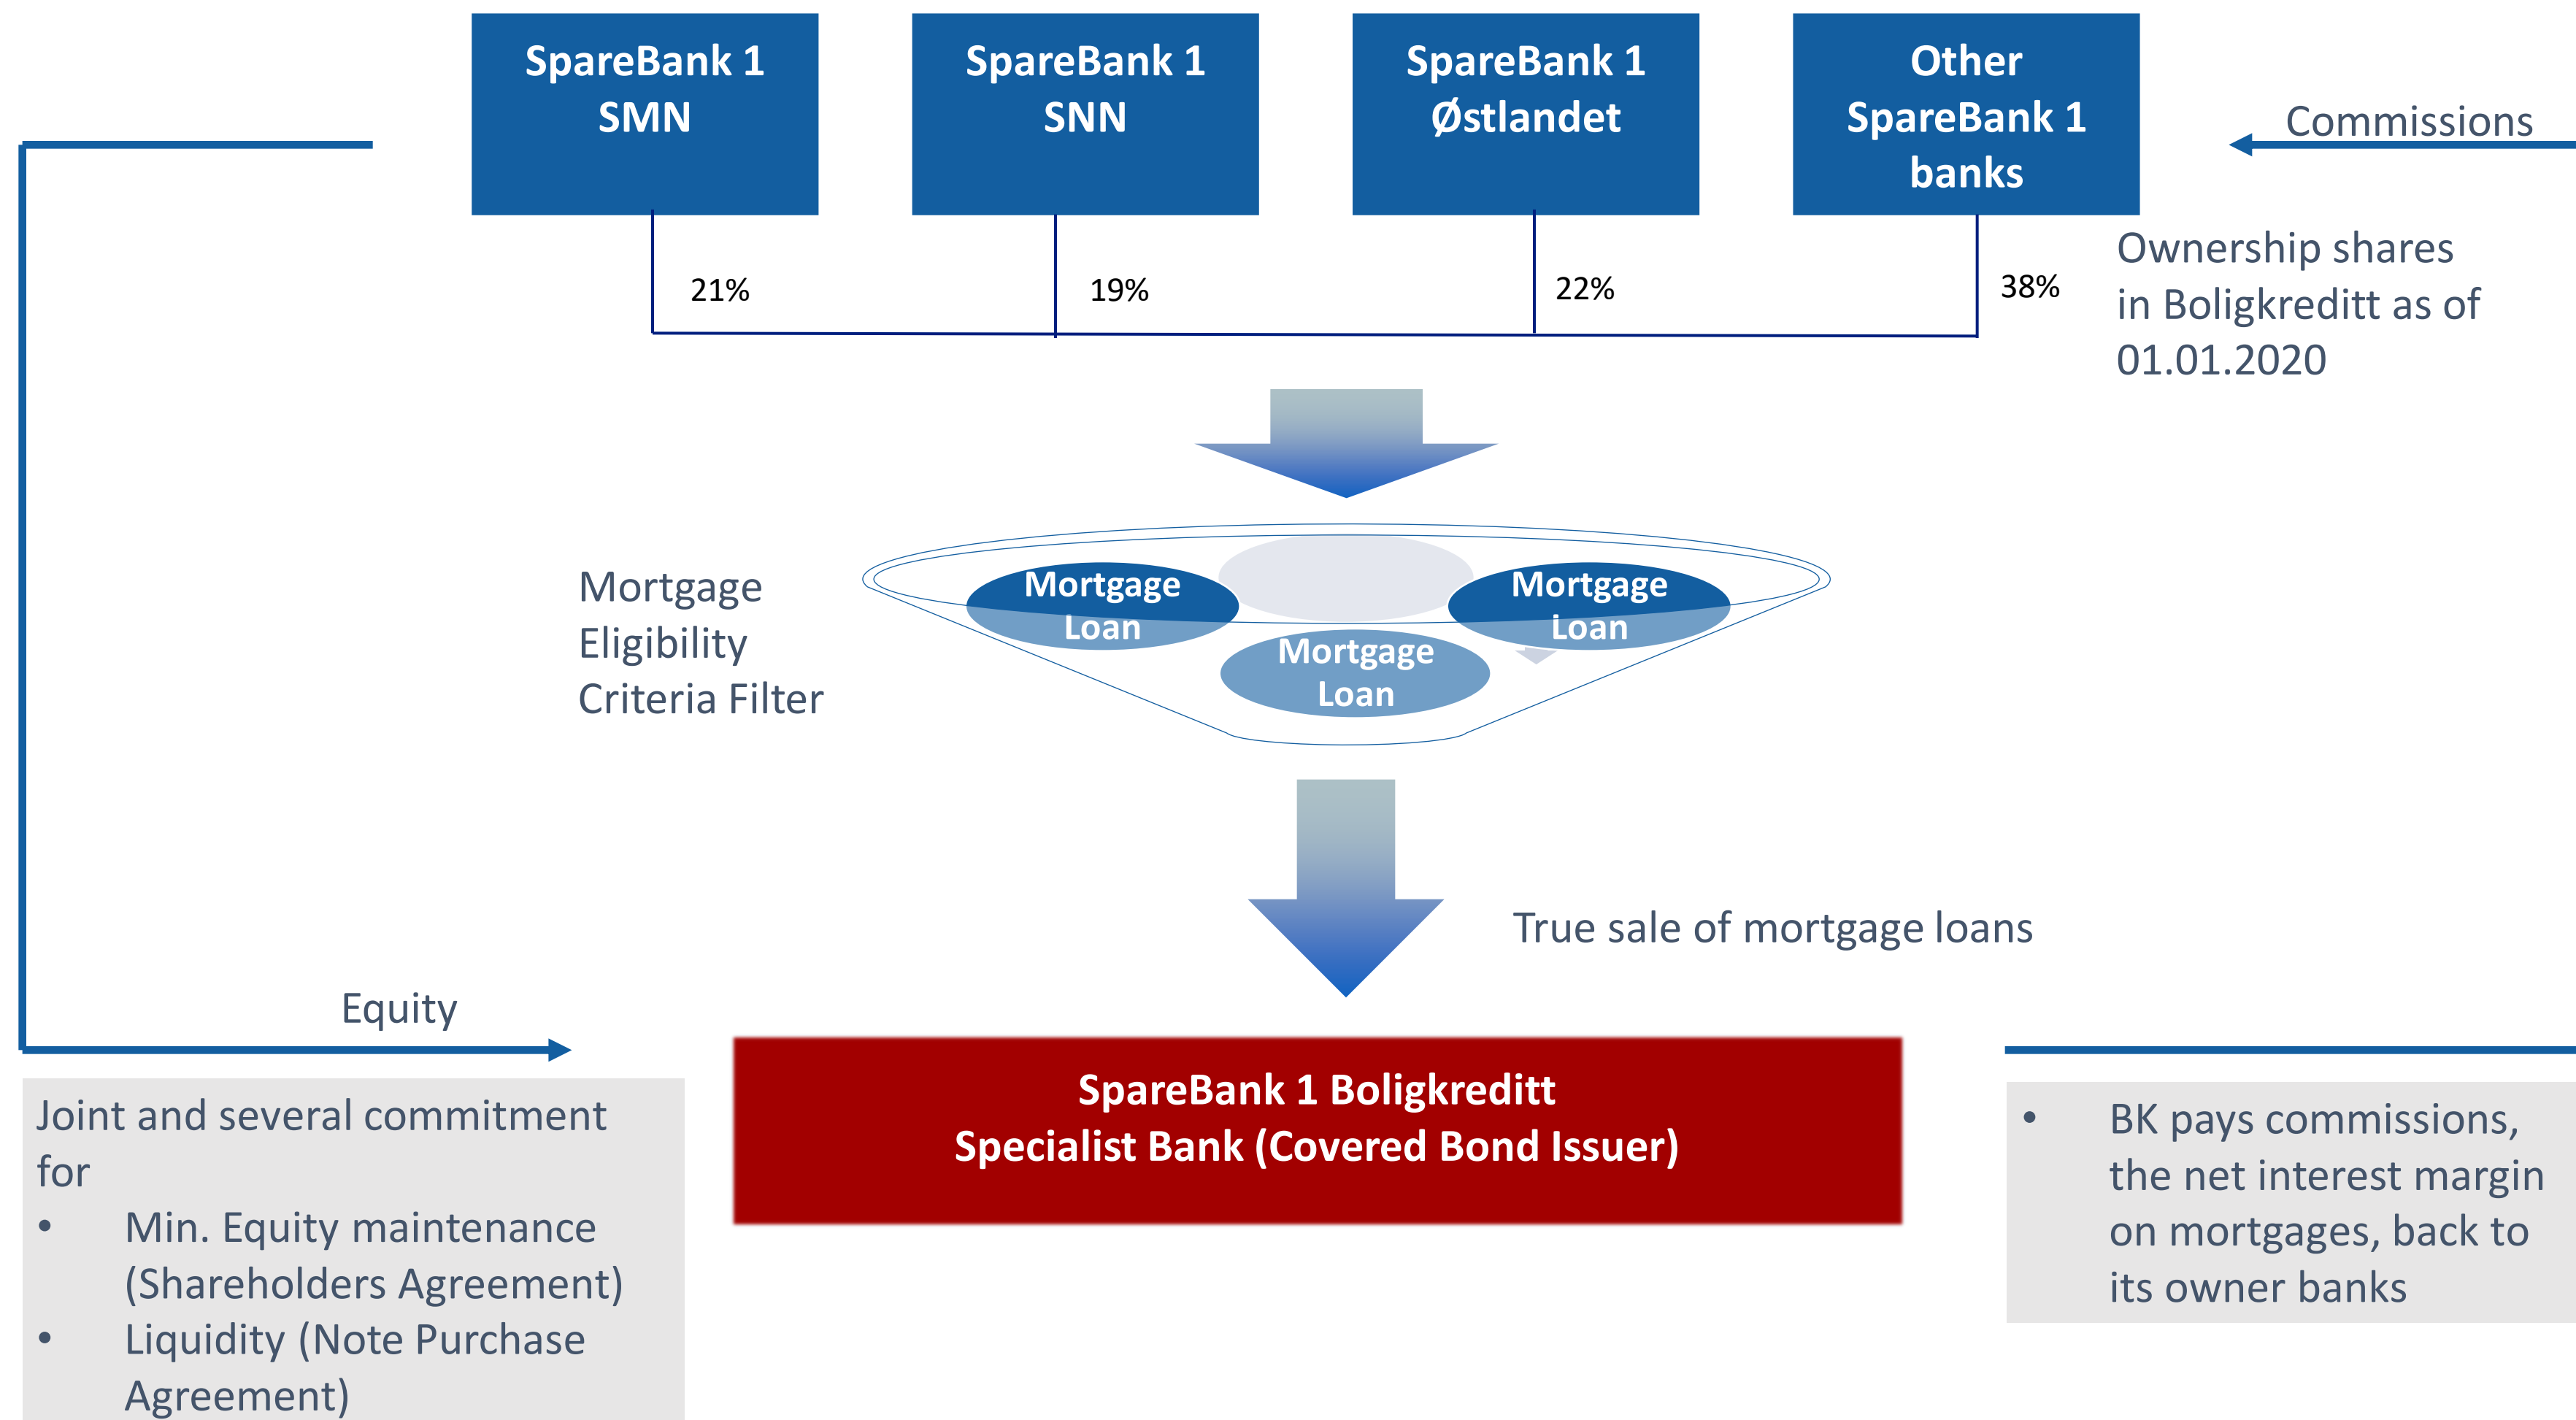 SpareBank 1
SMN
SpareBank 1
SNN
SpareBank 1
Østlandet
Other
SpareBank 1
banks
Commissions
21%
19%
22%
38%
Ownership shares
in Boligkreditt as of
01.01.2020
Mortgage
Eligibility
Criteria Filter
Mortgage
Loan
Mortgage
Loan
Mortgage
Loan
True sale of mortgage loans
Equity
SpareBank 1 Boligkreditt
Specialist Bank (Covered Bond Issuer)
Joint and several commitment
for
• Min. Equity maintenance
(Shareholders Agreement)
• Liquidity (Note Purchase
Agreement)
• BK pays commissions,
the net interest margin
on mortgages, back to
its owner banks